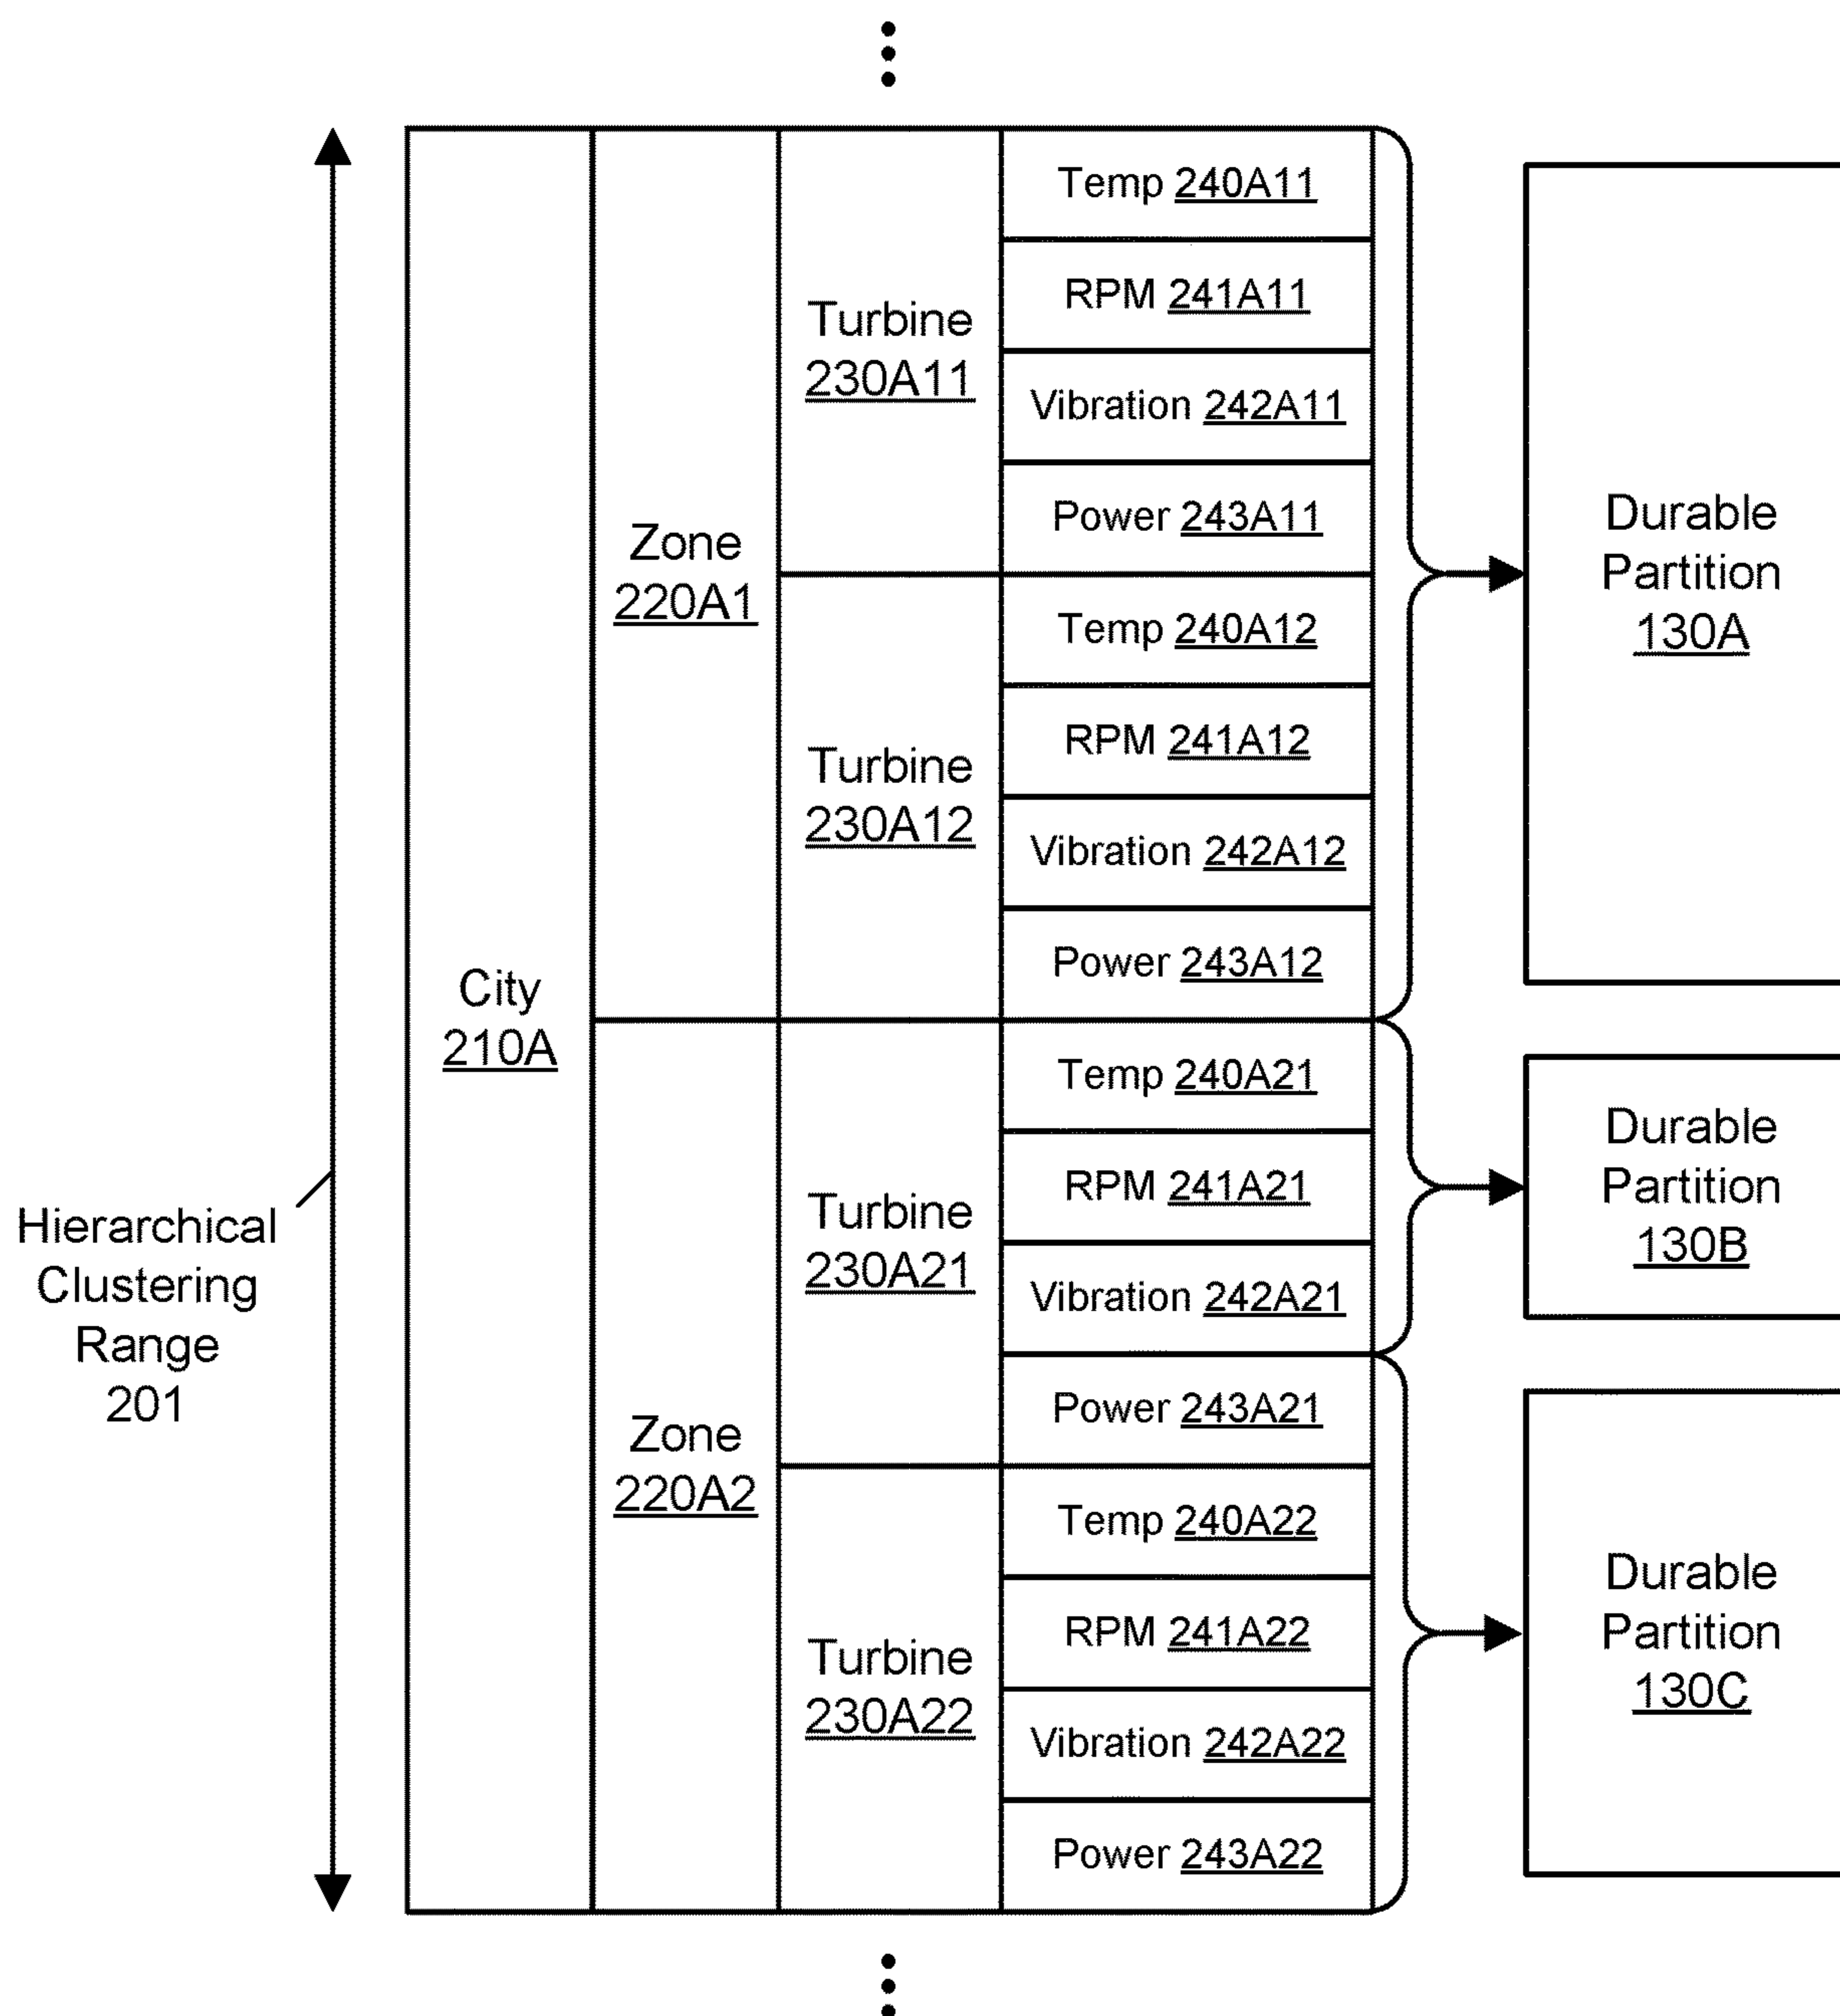 Hierarchical
Clustering
Range
201
City
210A
Zone
220A1
Turbine
230A11
Temp 240A11
RPM 241A11
Vibration 242A11
Power 243A11
Turbine
230A12
Temp 240A12
RPM 241A12
Vibration 242A12
Power 243A12
Zone
220A2
Turbine
230A21
Temp 240A21
RPM 241A21
Vibration 242A21
Power 243A21
Turbine
230A22
Temp 240A22
RPM 241A22
Vibration 242A22
Power 243A22
Durable
Partition
130A
Durable
Partition
130B
Durable
Partition
130C